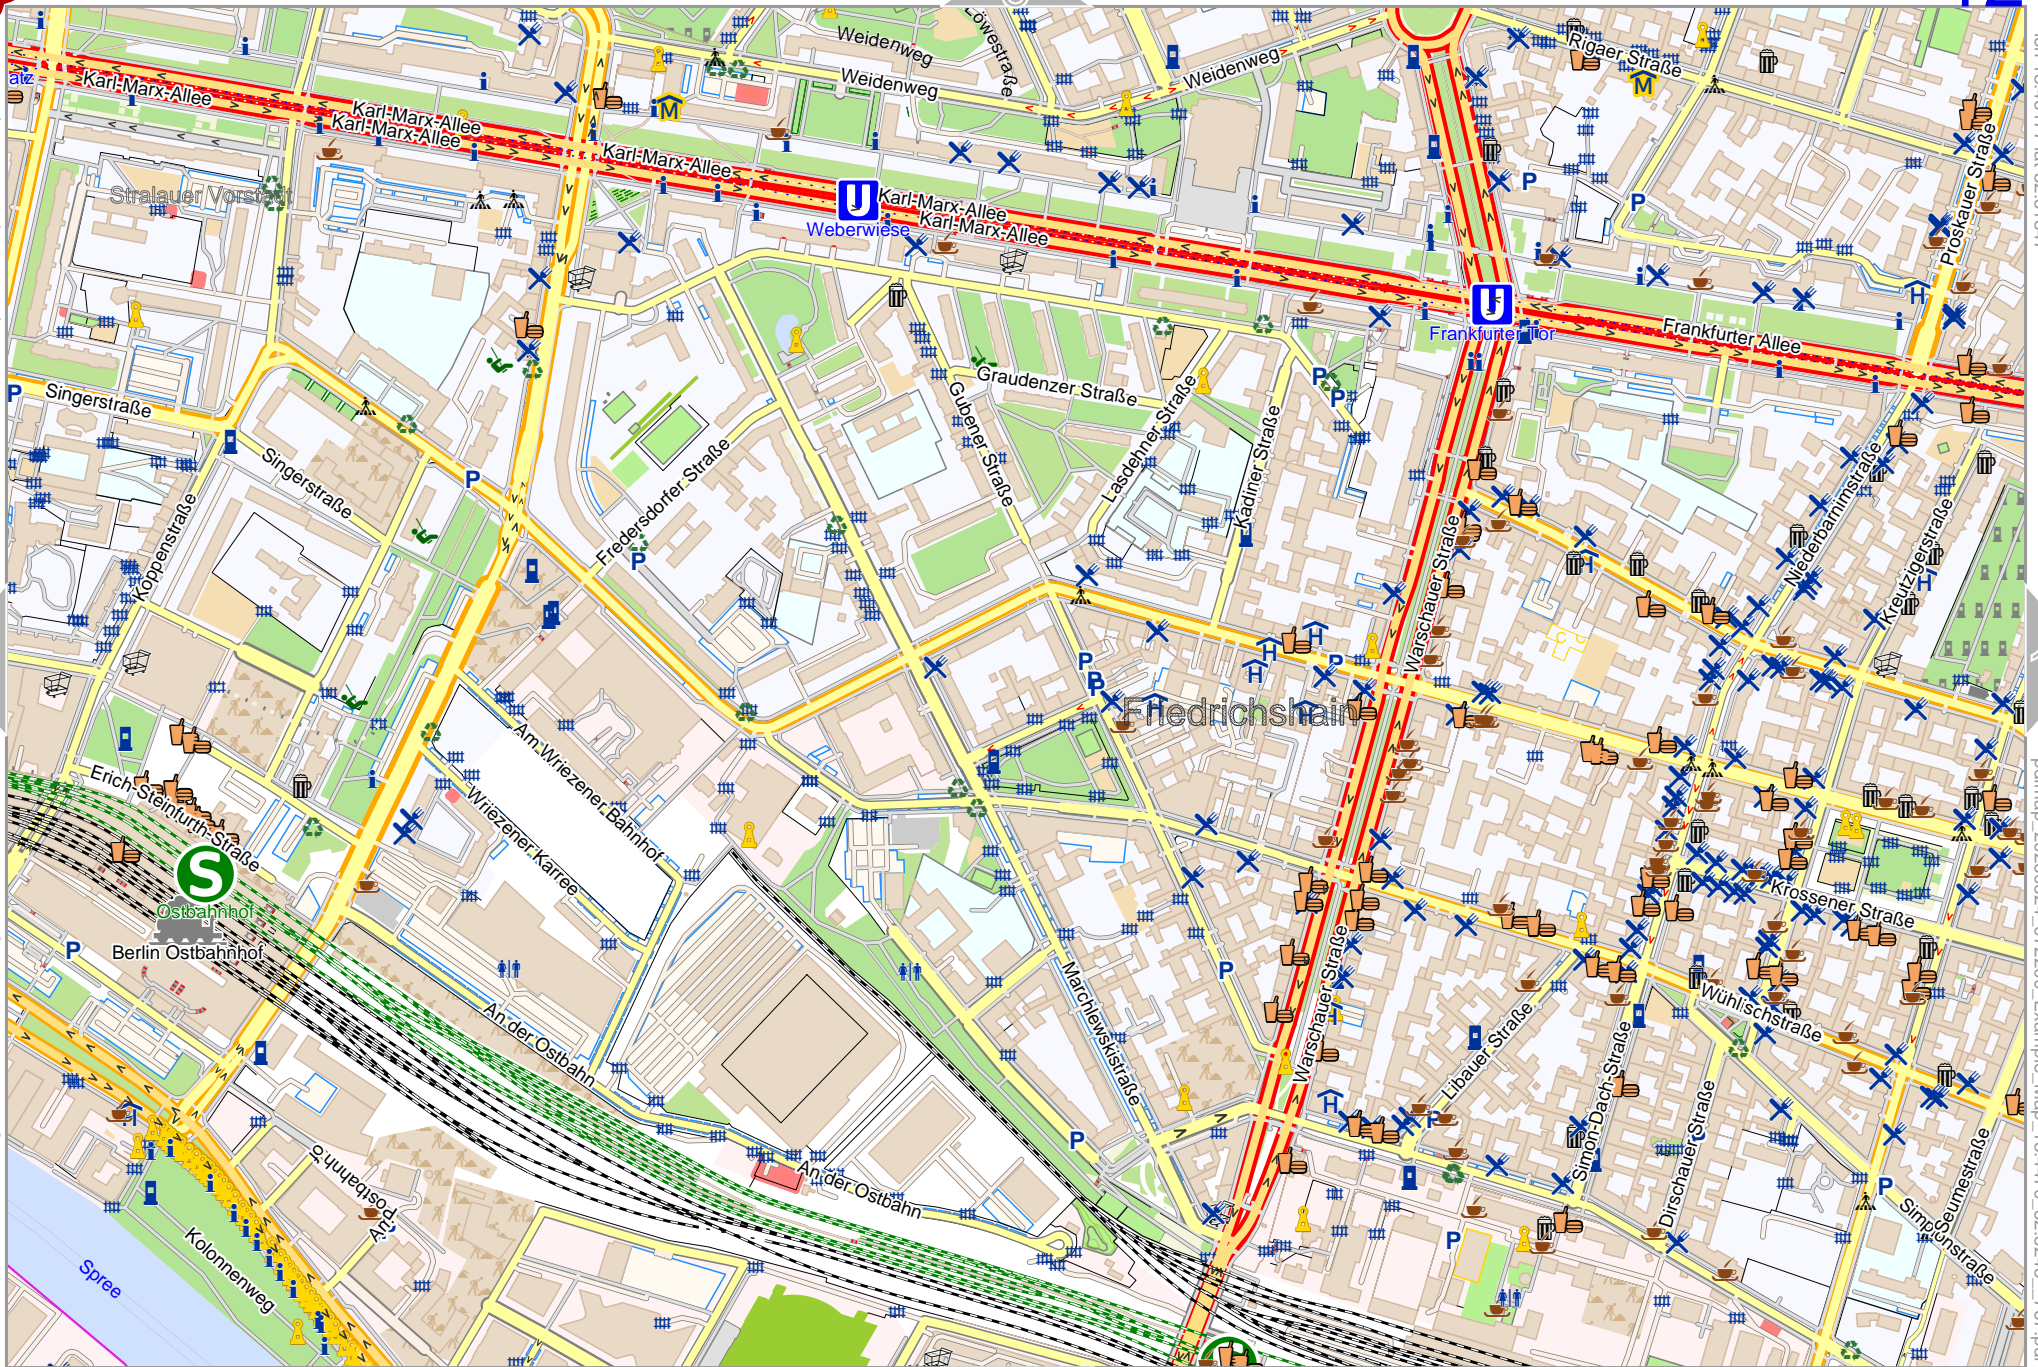 Weidenweg
Löwestraße
Weidenweg
Weidenweg
Rigaer Straße
atz
Karl-Marx-Allee
Karl-Marx-Allee
Karl-Marx-Allee
Karl-Marx-Allee
M
M
Proskauer Straße
Stralauer Vorstadt
Karl-Marx-Allee
Karl-Marx-Allee
U
Weberwiese
U
Frankfurter Tor
Frankfurter Allee
Singerstraße
Singerstraße
Koppenstraße
Fredersdorfer Straße
Graudenzer Straße
Gubener Straße
Lasdehner Straße
Kadiner Straße
Warschauer Straße
Niederbarnimstraße
Kreutzigerstraße
Friedrichshain
Am Wriezener Bahnhof
Wriezener Karree
Erich-Steinfurth-Straße
S
Ostbahnhof
Berlin Ostbahnhof
An der Ostbahn
An der Ostbahn
Marchlewskistraße
Warschauer Straße
Libauer Straße
Simon-Dach-Straße
Dirschauer Straße
Krossener Straße
Wühlischstraße
Simplonstraße
Seumestraße
Am Postbahnhof
Kolonnenweg
Spree